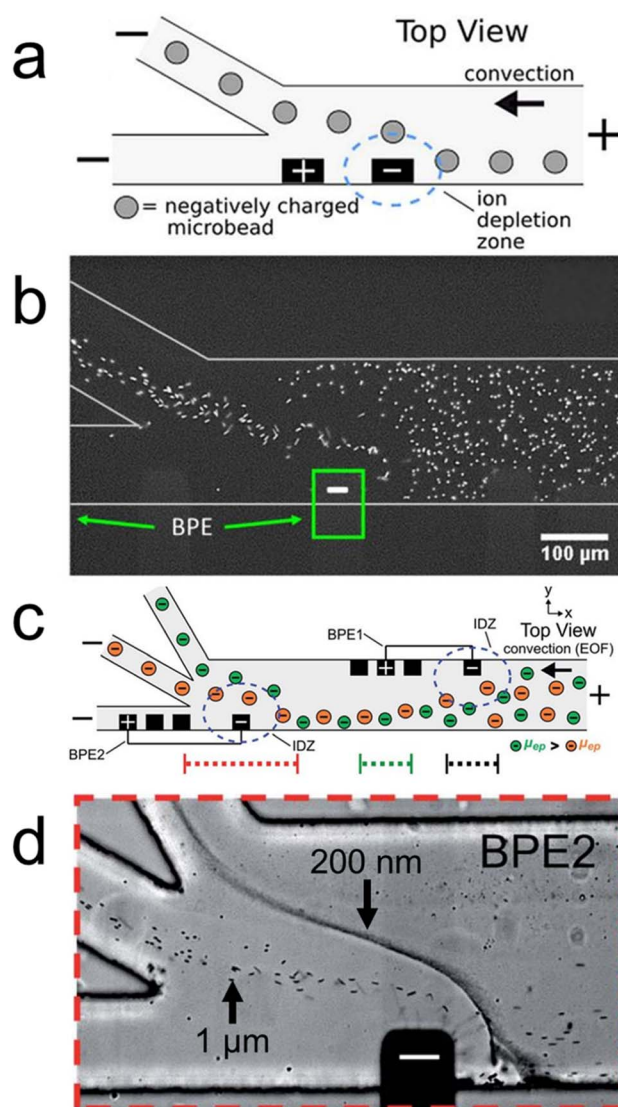 a
Top View
convection
−
+
−
+
−
= negatively charged
microbead
ion
depletion
zone
b
−
BPE
100 µm
c
y
x
Top View
convection (EOF)
IDZ
BPE1
−
+
−
−
+
−
+
−
BPE2
IDZ
µep > µep
d
BPE2
200 nm
1 µm
−